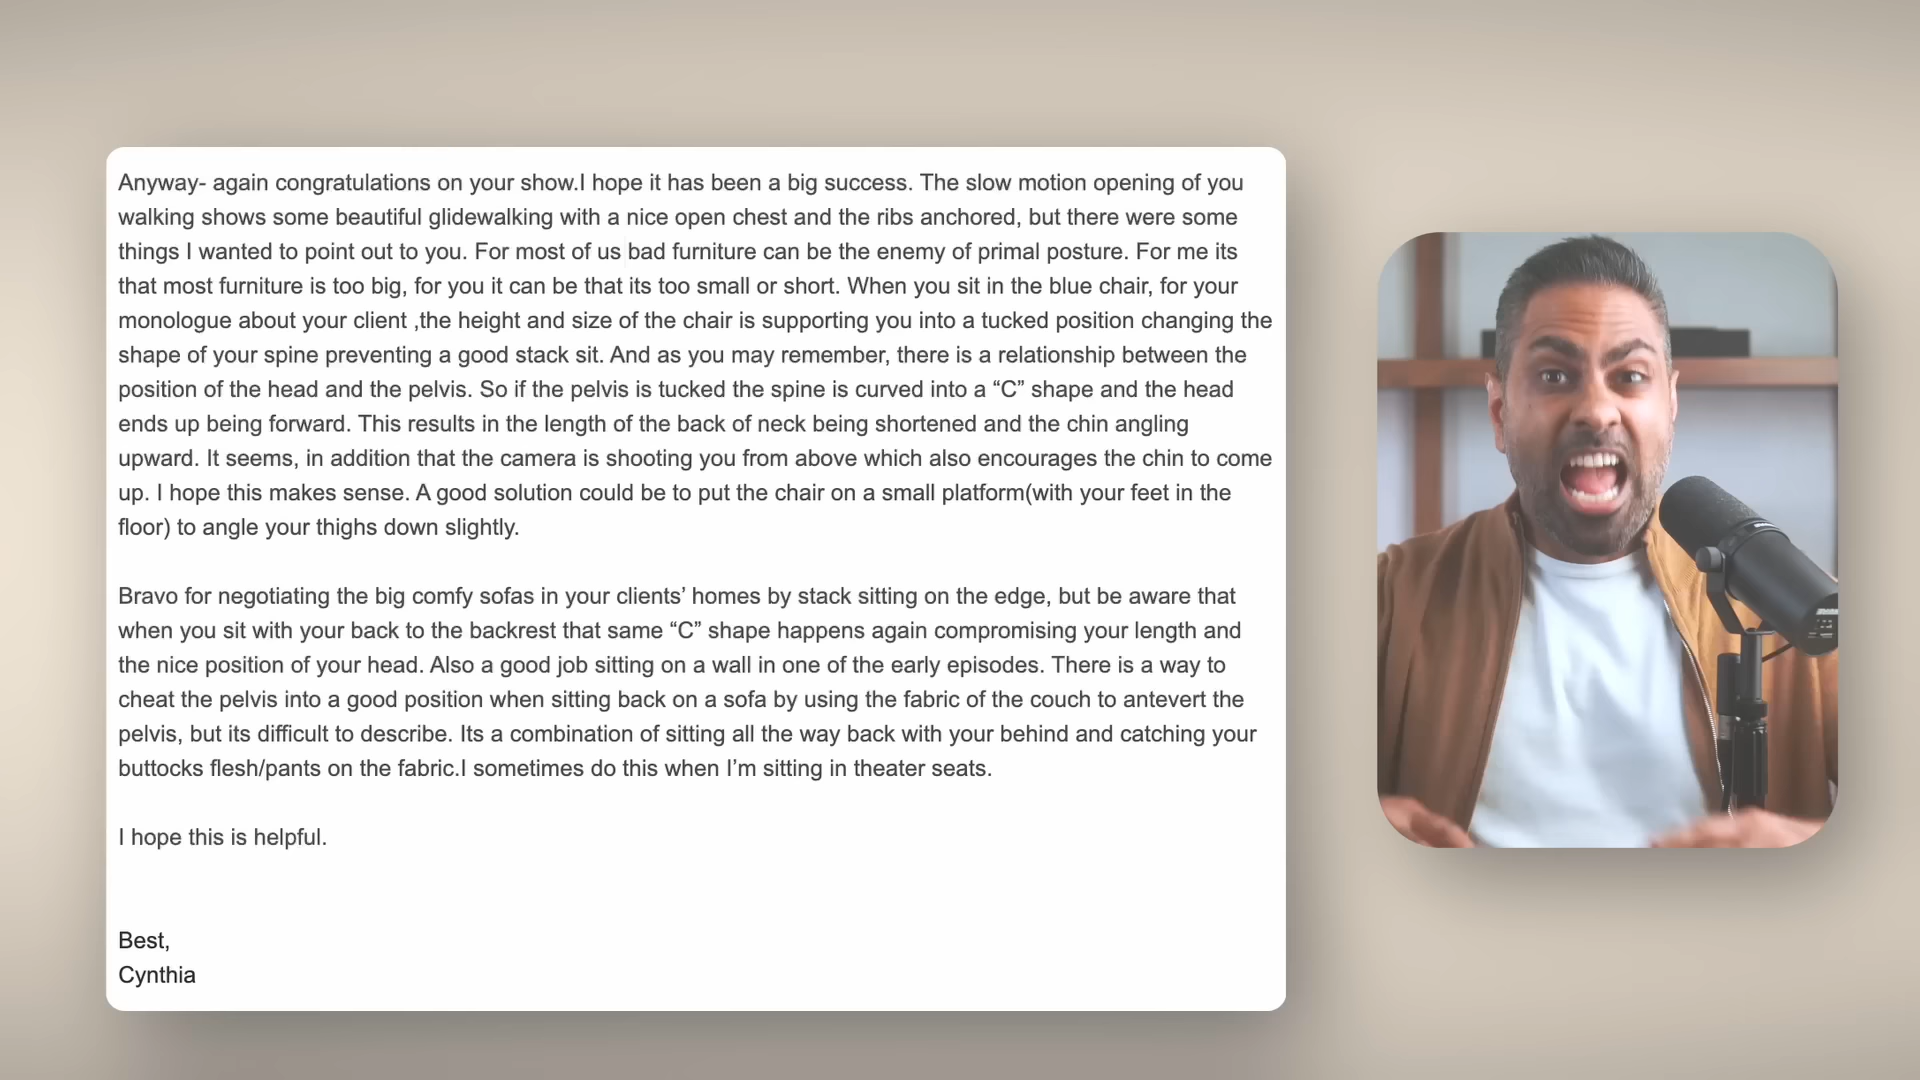 Anyway- again congratulations on your show.I hope it has been a big success. The slow motion opening of you
walking shows some beautiful glidewalking with a nice open chest and the ribs anchored, but there were some
things I wanted to point out to you. For most of us bad furniture can be the enemy of primal posture. For me its
that most furniture is too big, for you it can be that its too small or short. When you sit in the blue chair, for your
monologue about your client ,the height and size of the chair is supporting you into a tucked position changing the
shape of your spine preventing a good stack sit. And as you may remember, there is a relationship between the
position of the head and the pelvis. So if the pelvis is tucked the spine is curved into a “C” shape and the head
ends up being forward. This results in the length of the back of neck being shortened and the chin angling
upward. It seems, in addition that the camera is shooting you from above which also encourages the chin to come
up. I hope this makes sense. A good solution could be to put the chair on a small platform(with your feet in the
floor) to angle your thighs down slightly.
Bravo for negotiating the big comfy sofas in your clients’ homes by stack sitting on the edge, but be aware that
when you sit with your back to the backrest that same “C” shape happens again compromising your length and
the nice position of your head. Also a good job sitting on a wall in one of the early episodes. There is a way to
cheat the pelvis into a good position when sitting back on a sofa by using the fabric of the couch to antevert the
pelvis, but its difficult to describe. Its a combination of sitting all the way back with your behind and catching your
buttocks flesh/pants on the fabric.I sometimes do this when I’m sitting in theater seats.
I hope this is helpful.
Best,
Cynthia